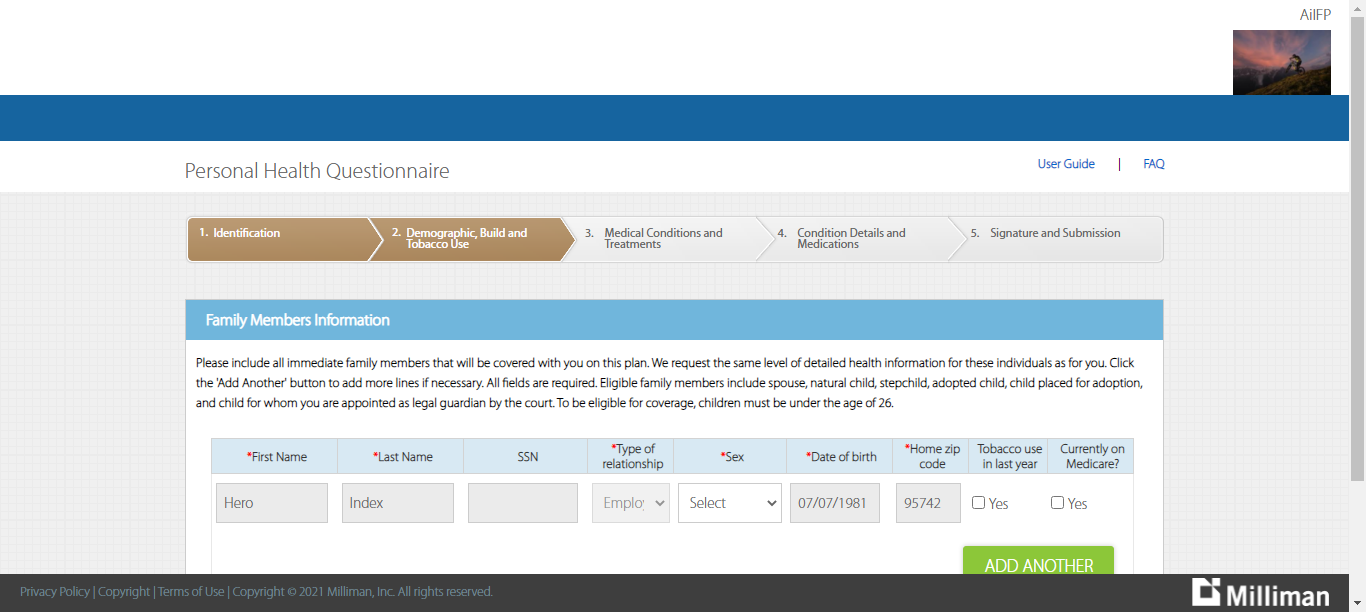 AilFP
Personal Health Questionnaire
User Guide | FAQ
1. Identification
2. Demographic, Build and
Tobacco Use
3. Medical Conditions and
Treatments
4. Condition Details and
Medications
5. Signature and Submission
Family Members Information
Please include all immediate family members that will be covered with you on this plan. We request the same level of detailed health information for these individuals as for you. Click
the 'Add Another' button to add more lines if necessary. All fields are required. Eligible family members include spouse, natural child, stepchild, adopted child, child placed for adoption,
and child for whom you are appointed as legal guardian by the court. To be eligible for coverage, children must be under the age of 26.
*First Name
*Last Name
SSN
*Type of
relationship
*Sex
*Date of birth
*Home zip
code
Tobacco use
in last year
Currently on
Medicare?
Hero
Index
Employ
Select
07/07/1981
95742
Yes
Yes
ADD ANOTHER
Privacy Policy | Copyright | Terms of Use | Copyright © 2021 Milliman, Inc. All rights reserved.
Milliman